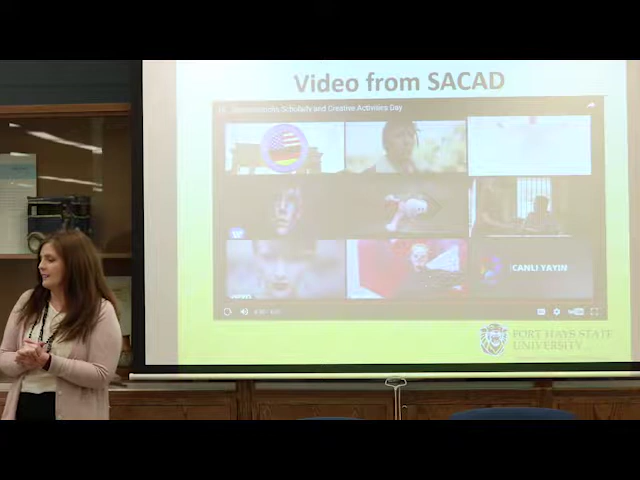 Video from SACAD
Scholarly and Creative Activities Day
CANLI YAYIN
FORT HAYS STATE
UNIVERSITY